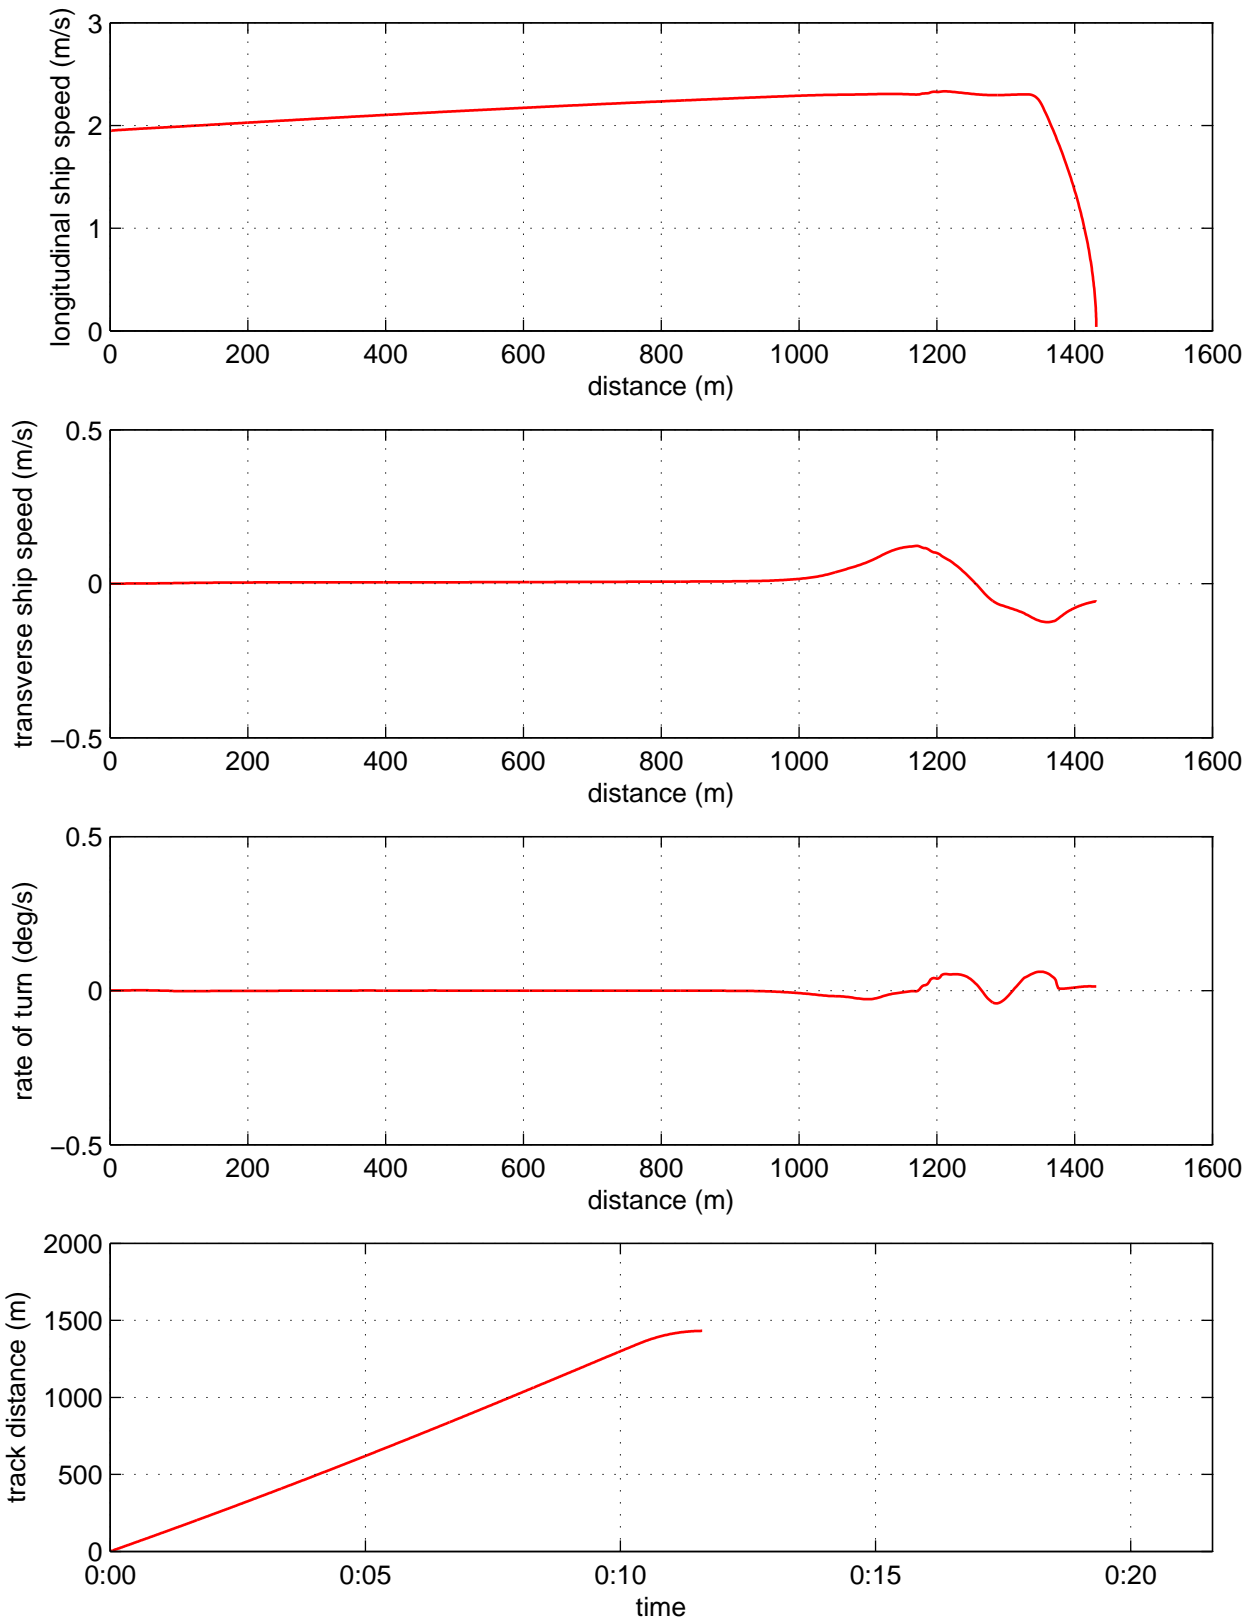 longitudinal ship speed (m/s)
3
2
1
0
0 200 400 600 800 1000 1200 1400 1600
distance (m)
transverse ship speed (m/s)
0.5
0
−0.5
0 200 400 600 800 1000 1200 1400 1600
distance (m)
rate of turn (deg/s)
0.5
0
−0.5
0 200 400 600 800 1000 1200 1400 1600
distance (m)
track distance (m)
2000
1500
1000
500
0
0:00 0:05 0:10 0:15 0:20
time